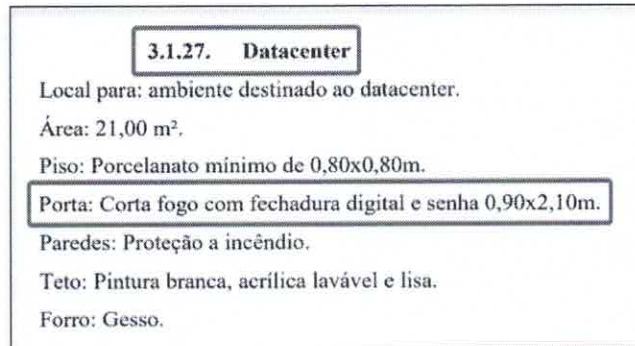 3.1.27. Datacenter
Local para: ambiente destinado ao datacenter.
Área: 21,00 m².
Piso: Porcelanato mínimo de 0,80x0,80m.
Porta: Corta fogo com fechadura digital e senha 0,90x2,10m.
Paredes: Proteção a incêndio.
Teto: Pintura branca, acrílica lavável e lisa.
Forro: Gesso.